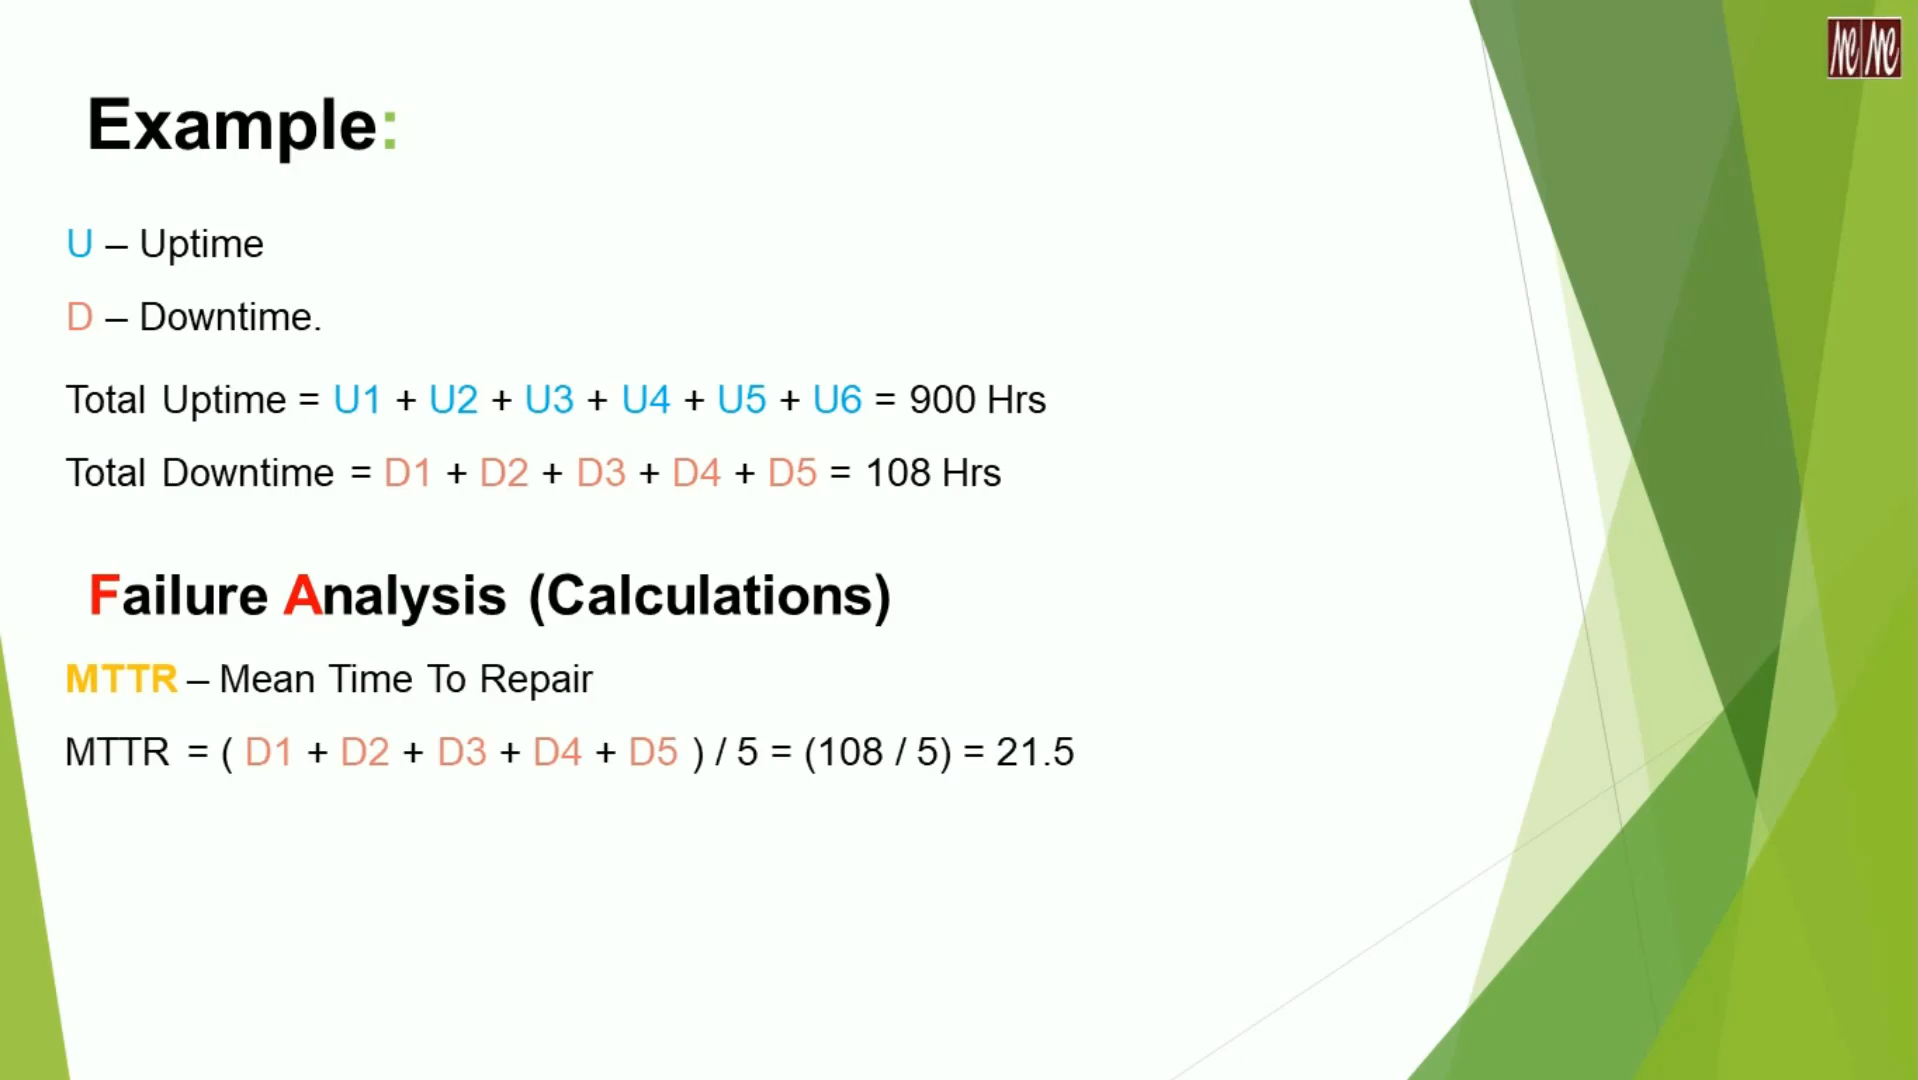 Example:
U – Uptime
D – Downtime.
Total Uptime = U1 + U2 + U3 + U4 + U5 + U6 = 900 Hrs
Total Downtime = D1 + D2 + D3 + D4 + D5 = 108 Hrs
Failure Analysis (Calculations)
MTTR – Mean Time To Repair
MTTR = ( D1 + D2 + D3 + D4 + D5 ) / 5 = (108 / 5) = 21.5